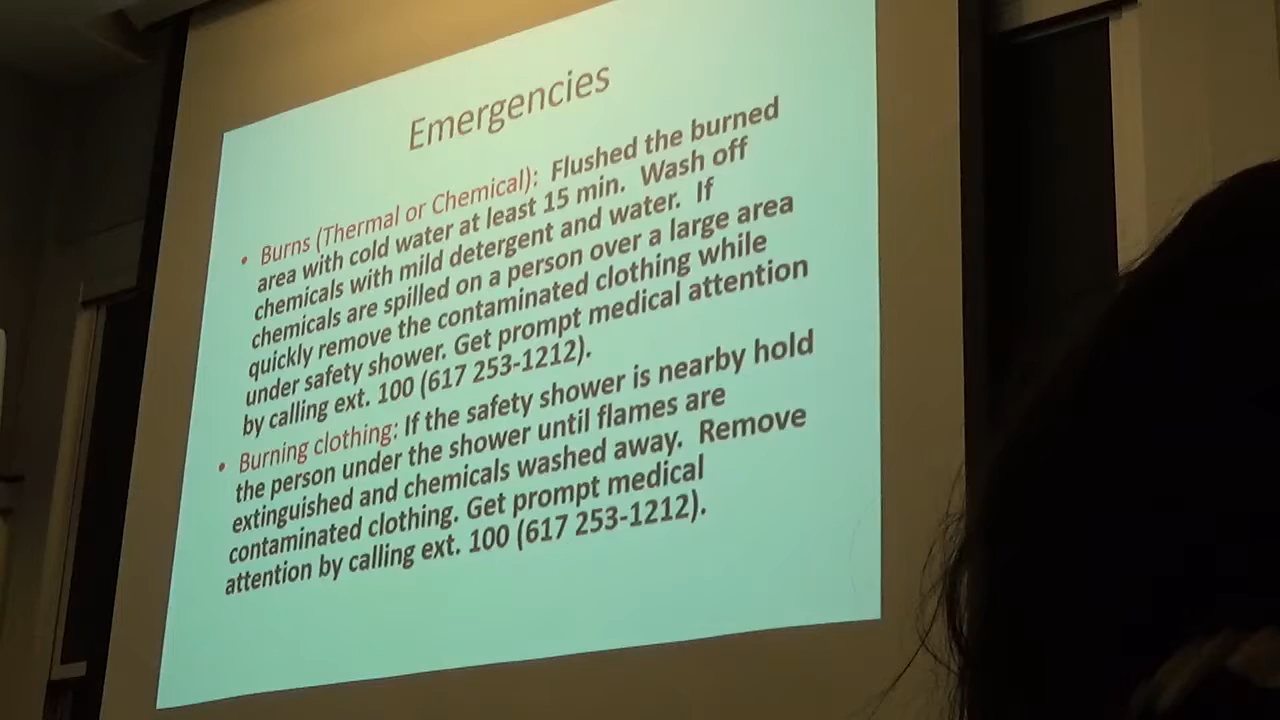 Emergencies
• Burns (Thermal or Chemical): Flushed the burned
area with cold water at least 15 min. Wash off
chemicals with mild detergent and water. If
chemicals are spilled on a person over a large area
quickly remove the contaminated clothing while
under safety shower. Get prompt medical attention
by calling ext. 100 (617 253-1212).
• Burning clothing: If the safety shower is nearby hold
the person under the shower until flames are
extinguished and chemicals washed away. Remove
contaminated clothing. Get prompt medical
attention by calling ext. 100 (617 253-1212).